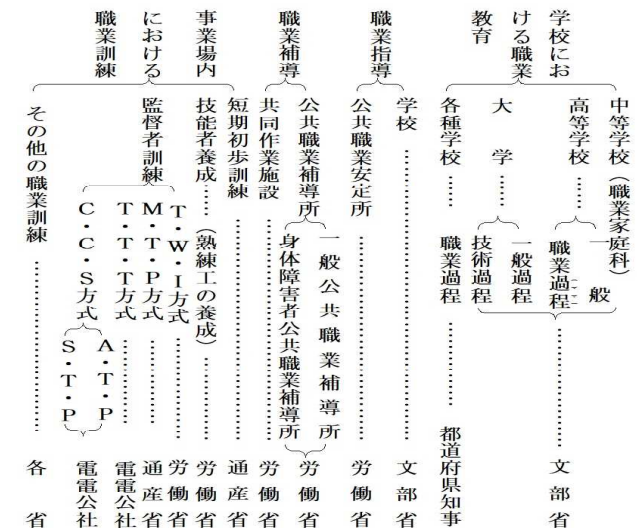 学校における職業教育
中等学校（職業家庭科）
高等学校……一般
職業過程（ママ）
大学……一般過程
技術過程
……………………文部省
各種学校……職業過程…………都道府県知事
職業指導
学校……………………………………文部省
公共職業安定所……………………………労働省
職業補導
公共職業補導所
一般公共職業補導所
身体障害者公共職業補導所
労働省
共同作業施設……………………………労働省
事業場内における職業訓練
短期初歩訓練……………………………通産省
技能者養成……（熟練工の養成）…………労働省
監督者訓練
T・W・I方式……………労働省
M・T・P方式……………通産省
T・T・T方式……………電電公社
C・C・S方式
A・T・P
S・T・P
電電公社
その他の職業訓練……………………………各省